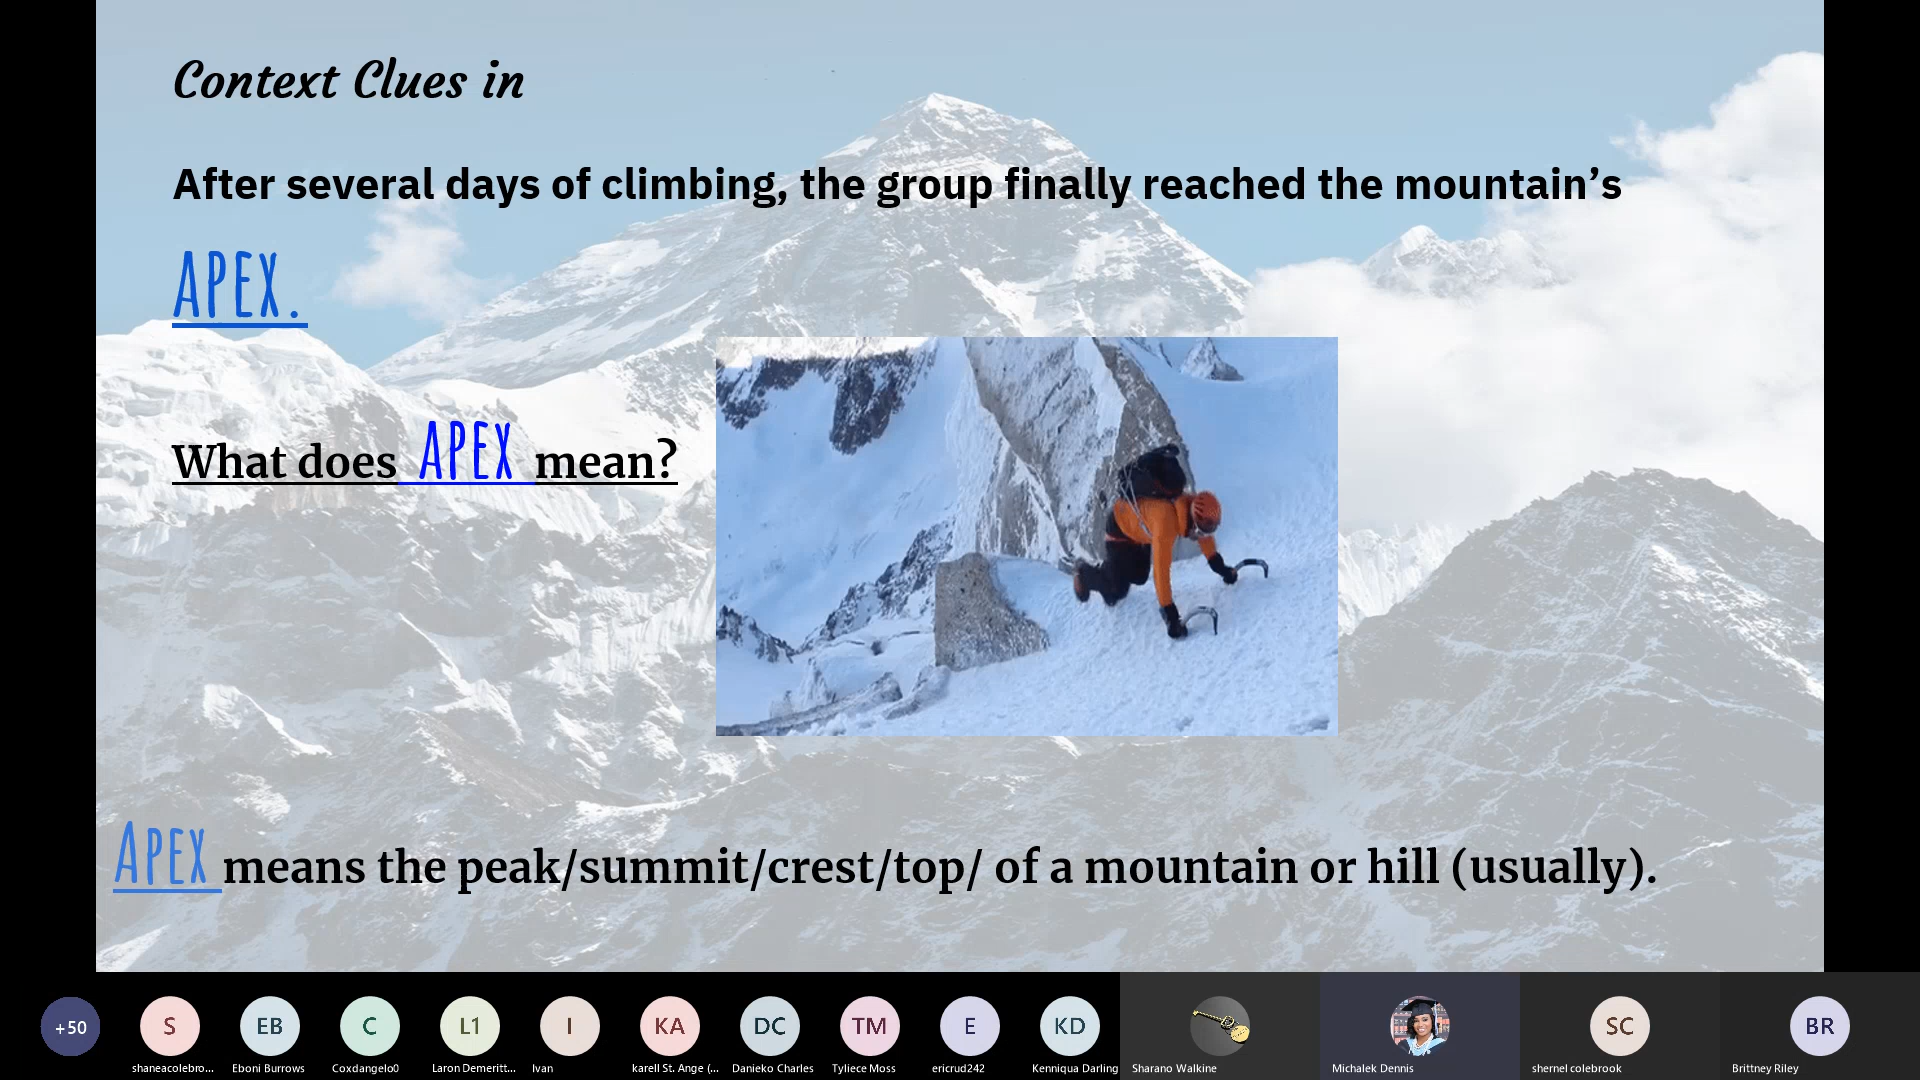 Context Clues in
After several days of climbing, the group finally reached the mountain’s
APEX.
What does APEX mean?
APEX means the peak/summit/crest/top/ of a mountain or hill (usually).
+50 S EB C L1 I KA DC TM E KD SC BR
shaneacolebro... Eboni Burrows Coxdangelo0 Laron Demeritt... Ivan karell St. Ange (... Danieko Charles Tyliece Moss ericrud242 Kenniqua Darling Sharano Walkine Michalek Dennis shernel colebrook Brittney Riley